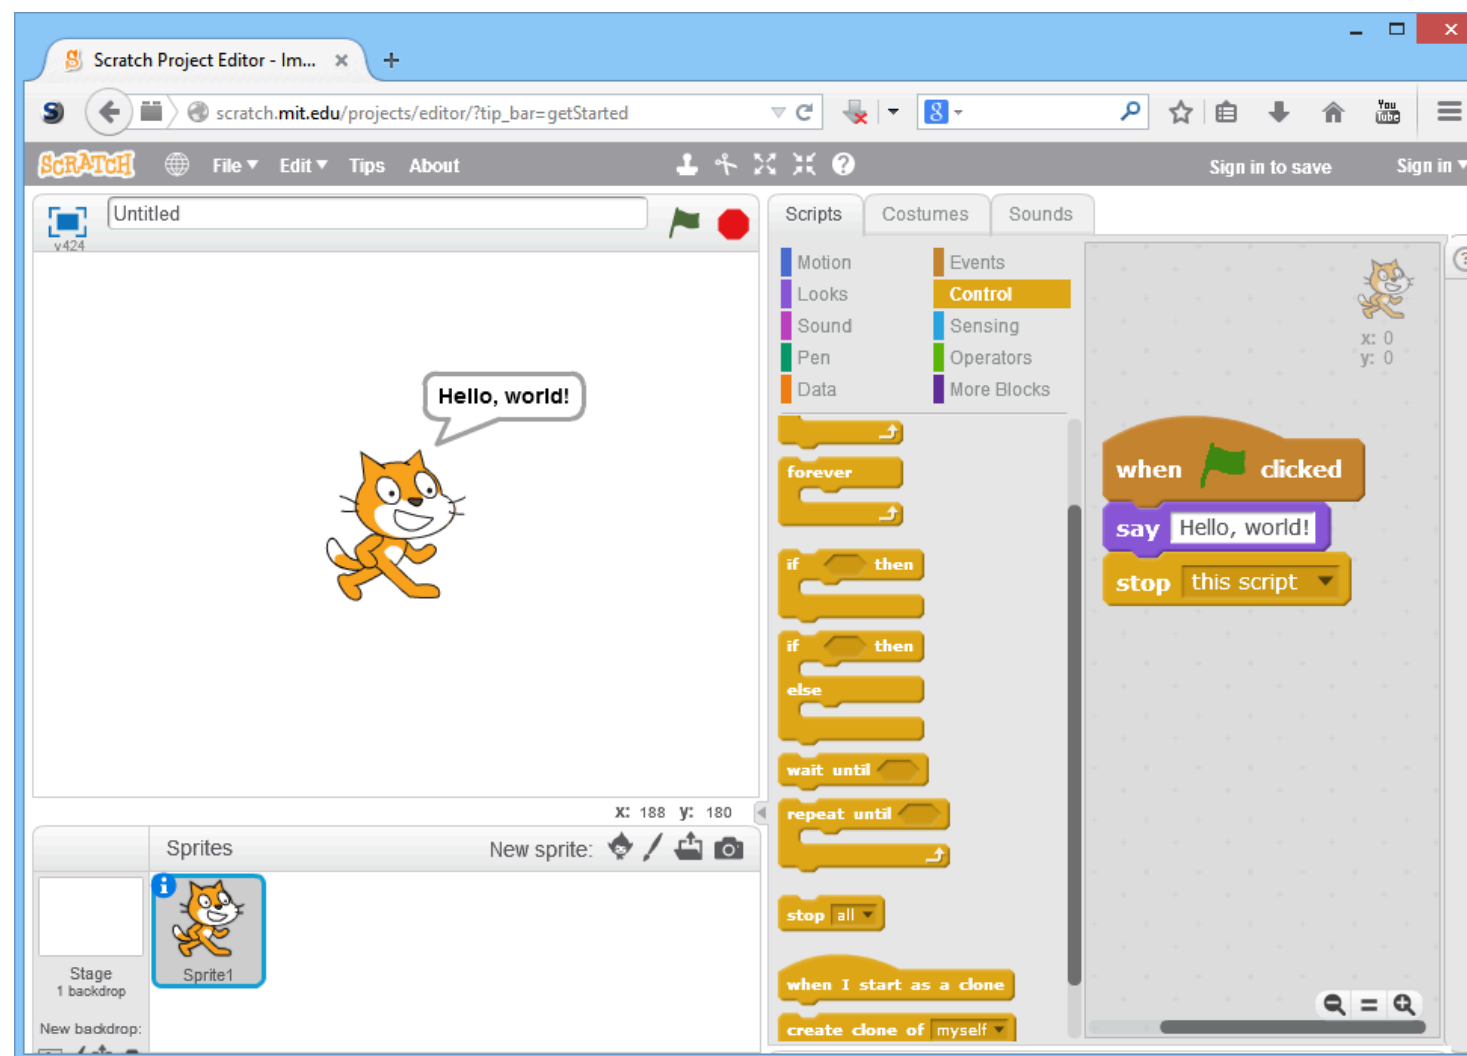 Scratch Project Editor - Im...
scratch.mit.edu/projects/editor/?tip_bar=getStarted
8
You
Tube
SCRATCH
File Edit Tips About
Sign in to save
Sign in
Untitled
v424
Scripts
Costumes
Sounds
Motion
Looks
Sound
Pen
Data
Events
Control
Sensing
Operators
More Blocks
Hello, world!
forever
if then
if then
else
wait until
repeat until
stop all
when I start as a clone
create clone of myself
x: 0
y: 0
when clicked
say Hello, world!
stop this script
X: 188 y: 180
Sprites
New sprite:
Sprite1
Stage
1 backdrop
New backdrop: